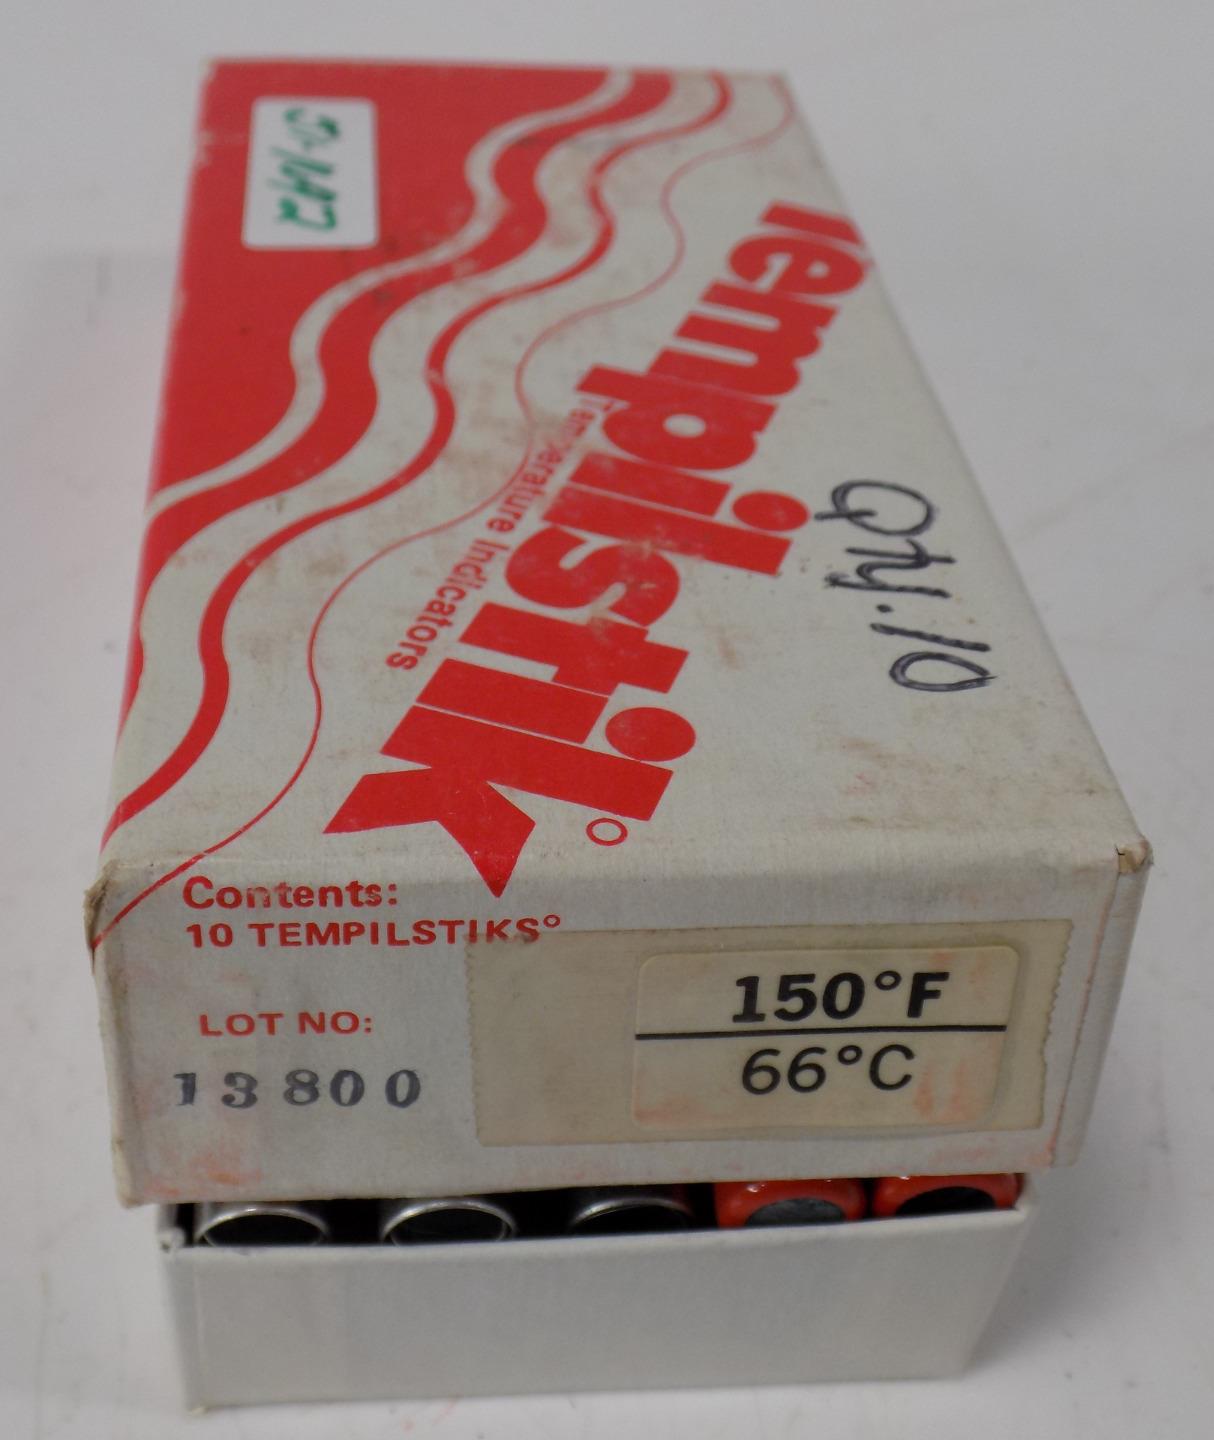 Tempilstik°
Temperature Indicators
Qty. 10
Contents:
10 TEMPILSTIKS°
LOT NO:
13800
150°F
66°C